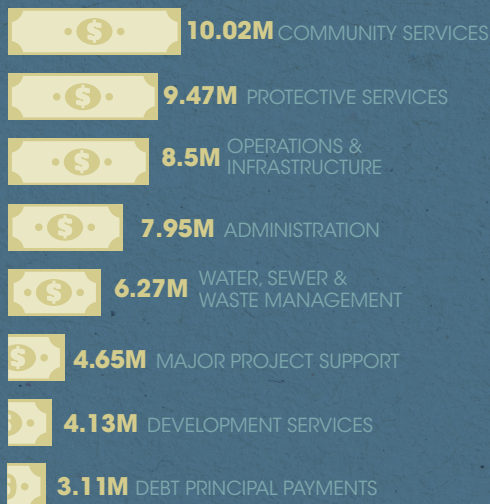 10.02M COMMUNITY SERVICES
9.47M PROTECTIVE SERVICES
8.5M OPERATIONS &
INFRASTRUCTURE
7.95M ADMINISTRATION
6.27M WATER, SEWER &
WASTE MANAGEMENT
4.65M MAJOR PROJECT SUPPORT
4.13M DEVELOPMENT SERVICES
3.11M DEBT PRINCIPAL PAYMENTS